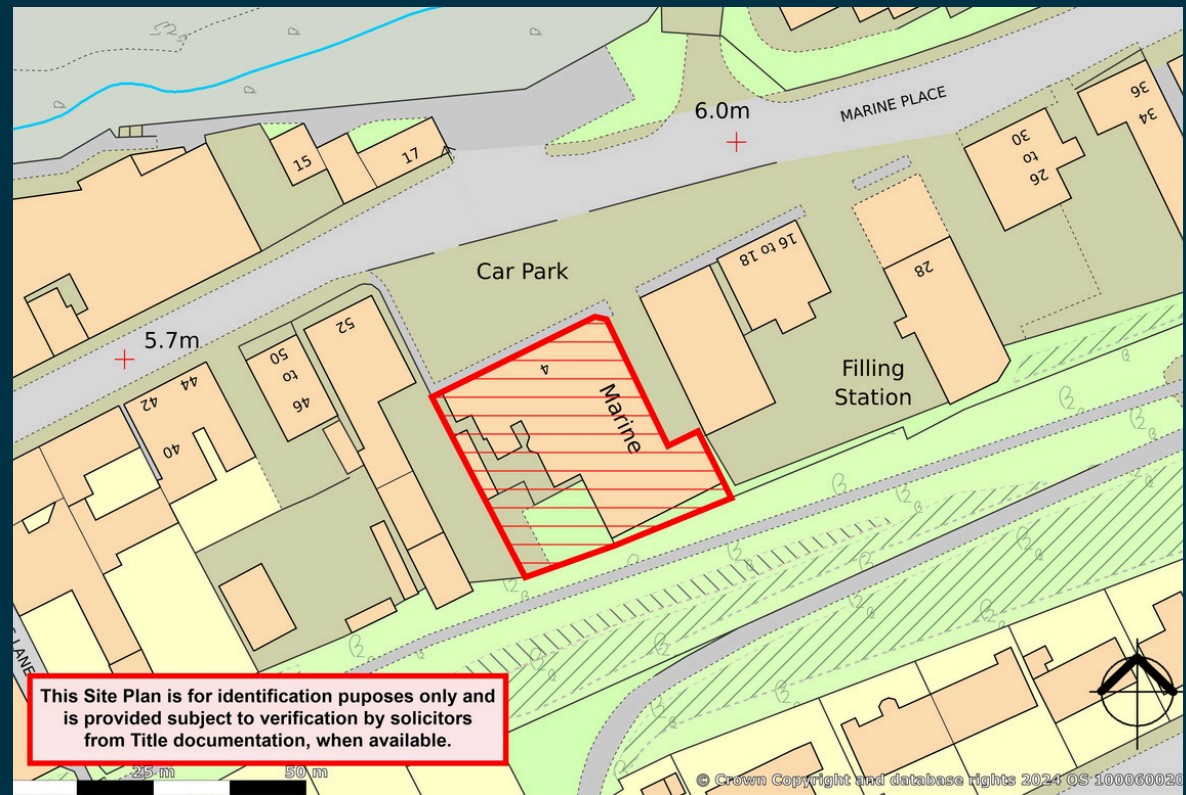 6.0m
MARINE PLACE
36
34
30
to
26
15
17
16 to 18
Car Park
28
5.7m
52
50
to
46
44
42
40
4
Marine
Filling
Station
LANE
This Site Plan is for identification puposes only and
is provided subject to verification by solicitors
from Title documentation, when available.
25 m
50 m
© Crown Copyright and database rights 2024 OS 100060020